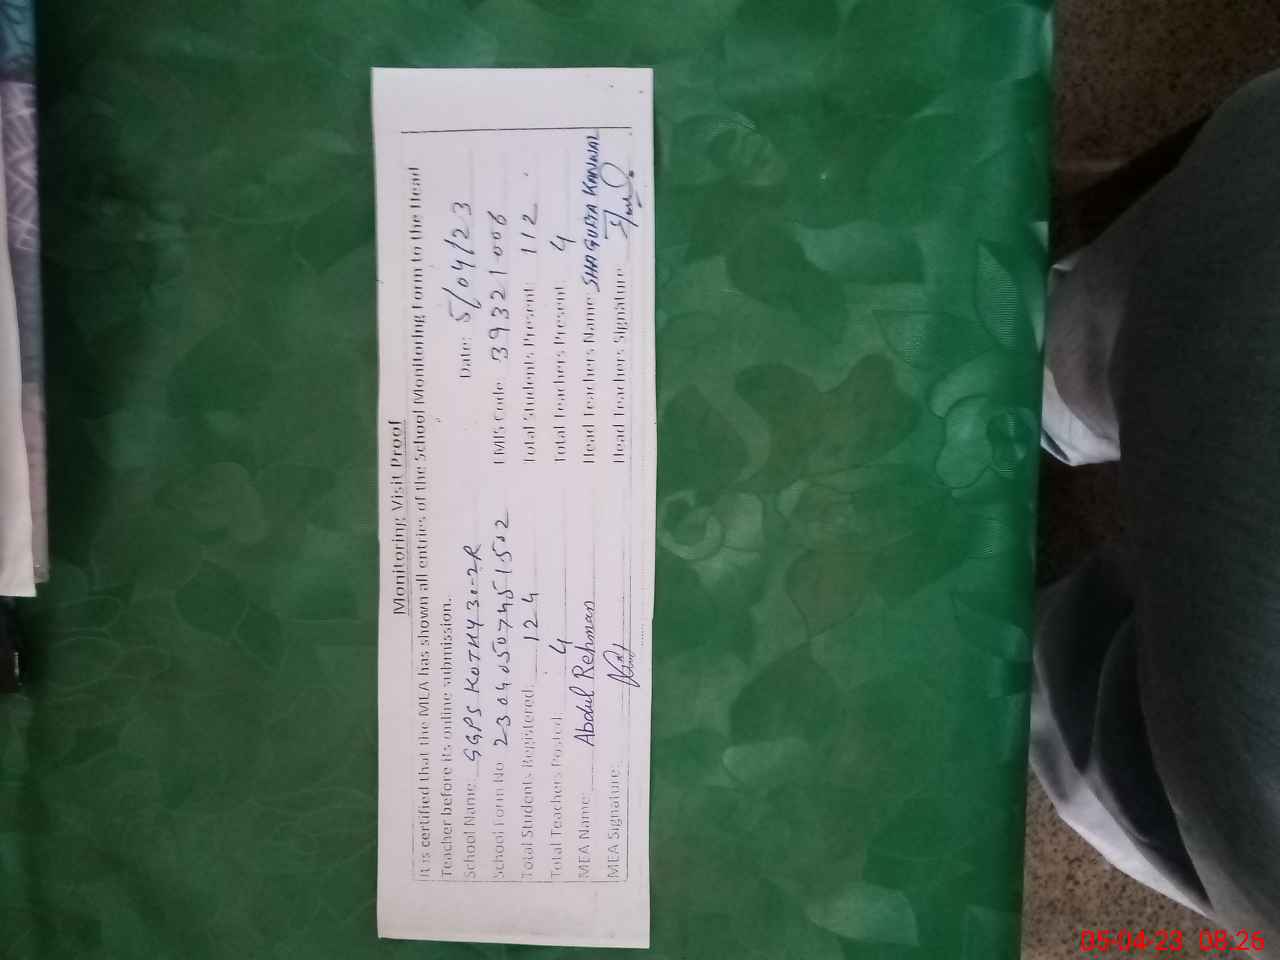 Monitoring Visit Proof
It is certified that the MEA has shown all entries of the School Monitoring Form to the Head
Teacher before its online submission.
School Name: GGPS KOTHY 30-2R Date: 5/04/23
School Form No 23040507451502 EMIS Code 39321006
Total Students Registered: 124 Total Students Present: 112
Total Teachers Posted: 4 Total Teachers Present: 4
MEA Name: Abdul Rehman Head Teachers Name: SHAGUFTA KANWAL
MEA Signature: Head Teachers Signature
05-04-23 08:26